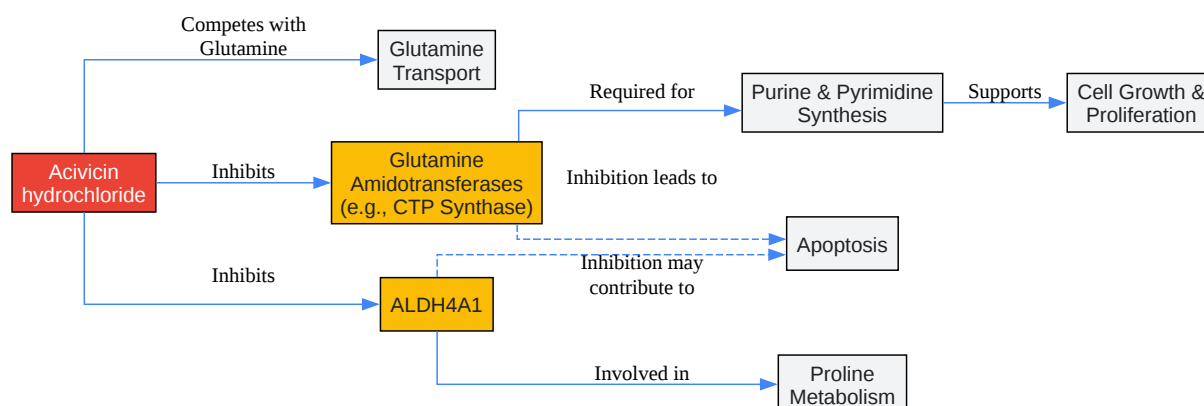 Competes with
Glutamine
Glutamine
Transport
Required for
Purine & Pyrimidine
Synthesis
Supports
Cell Growth &
Proliferation
Acivicin
hydrochloride
Inhibits
Glutamine
Amidotransferases
(e.g., CTP Synthase)
Inhibition leads to
Apoptosis
Inhibits
ALDH4A1
Inhibition may
contribute to
Involved in
Proline
Metabolism